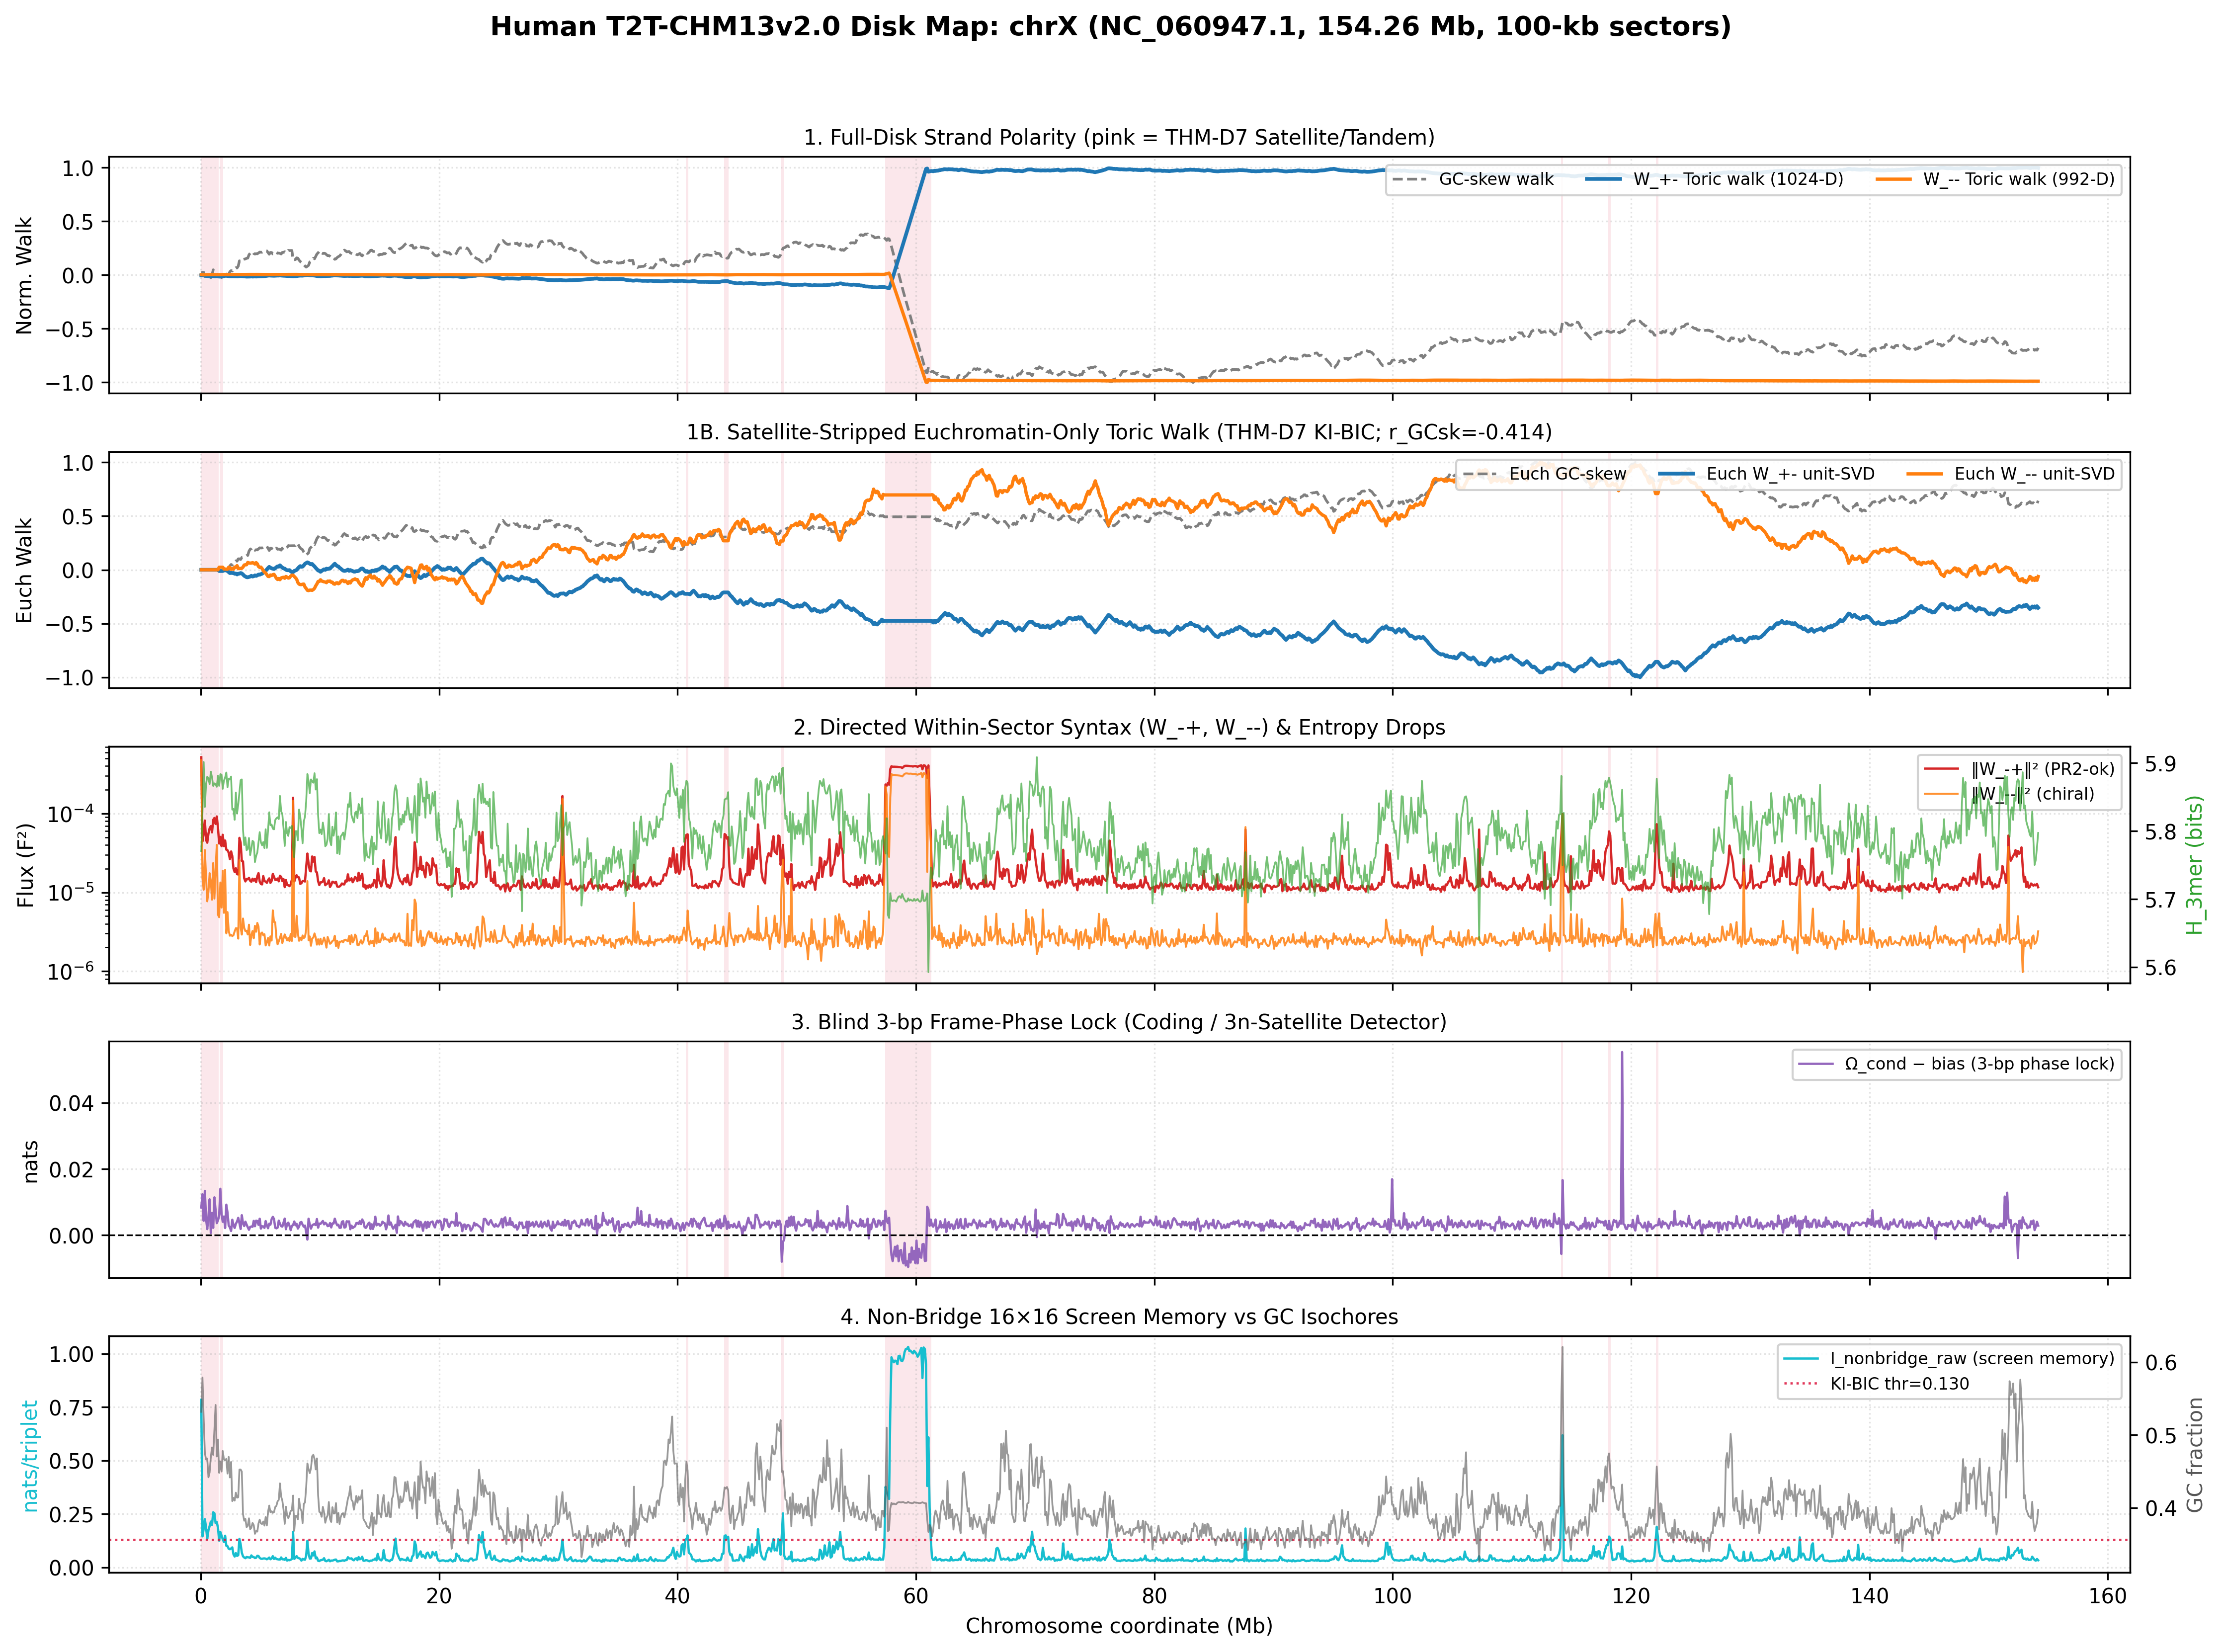 Human T2T-CHM13v2.0 Disk Map: chrX (NC_060947.1, 154.26 Mb, 100-kb sectors)
1. Full-Disk Strand Polarity (pink = THM-D7 Satellite/Tandem)
Norm. Walk
1.0
0.5
0.0
−0.5
−1.0
GC-skew walk
W_+- Toric walk (1024-D)
W_-- Toric walk (992-D)
1B. Satellite-Stripped Euchromatin-Only Toric Walk (THM-D7 KI-BIC; r_GCsk=-0.414)
Euch Walk
1.0
0.5
0.0
−0.5
−1.0
Euch GC-skew
Euch W_+- unit-SVD
Euch W_-- unit-SVD
2. Directed Within-Sector Syntax (W_-+, W_--) & Entropy Drops
Flux (F²)
10⁻⁴
10⁻⁵
10⁻⁶
‖W_-+‖² (PR2-ok)
‖W_--‖² (chiral)
5.9
5.8
5.7
5.6
H_3mer (bits)
3. Blind 3-bp Frame-Phase Lock (Coding / 3n-Satellite Detector)
nats
0.04
0.02
0.00
Ω_cond − bias (3-bp phase lock)
4. Non-Bridge 16×16 Screen Memory vs GC Isochores
nats/triplet
1.00
0.75
0.50
0.25
0.00
I_nonbridge_raw (screen memory)
KI-BIC thr=0.130
0.6
0.5
0.4
GC fraction
0 20 40 60 80 100 120 140 160
Chromosome coordinate (Mb)